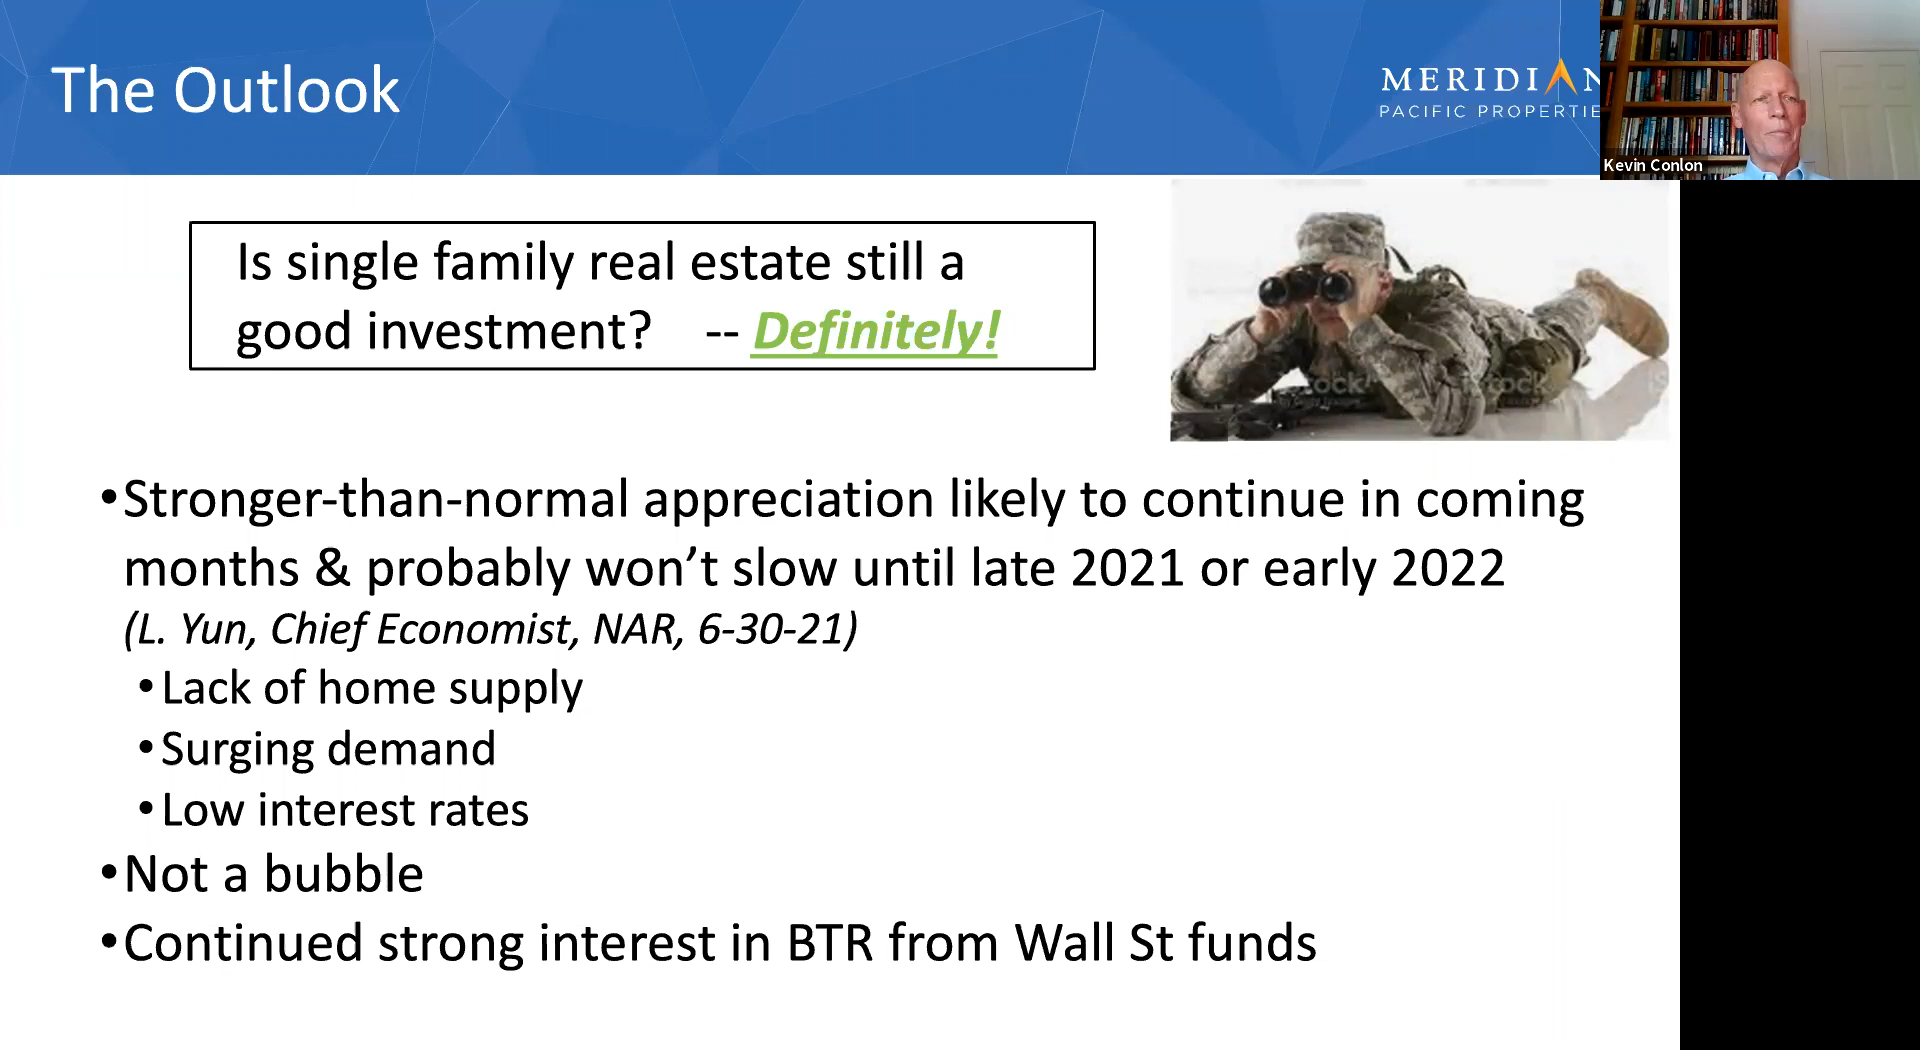 The Outlook
MERIDIAN
PACIFIC PROPERTIE
Kevin Conlon
Is single family real estate still a
good investment? -- Definitely!
iStock
•Stronger-than-normal appreciation likely to continue in coming
months & probably won’t slow until late 2021 or early 2022
(L. Yun, Chief Economist, NAR, 6-30-21)
•Lack of home supply
•Surging demand
•Low interest rates
•Not a bubble
•Continued strong interest in BTR from Wall St funds